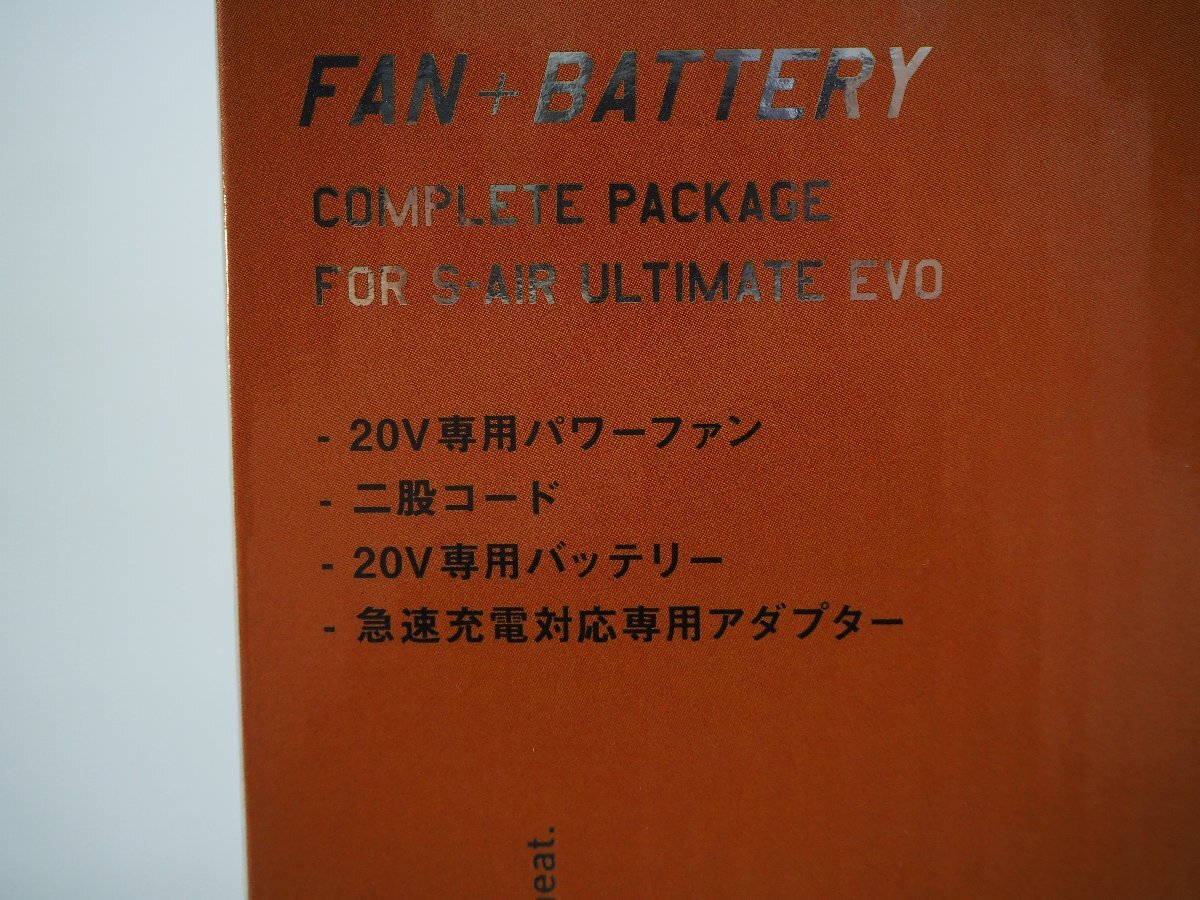 FAN + BATTERY
COMPLETE PACKAGE
FOR S-AIR ULTIMATE EVO
- 20V専用パワーファン
- 二股コード
- 20V専用バッテリー
- 急速充電対応専用アダプター